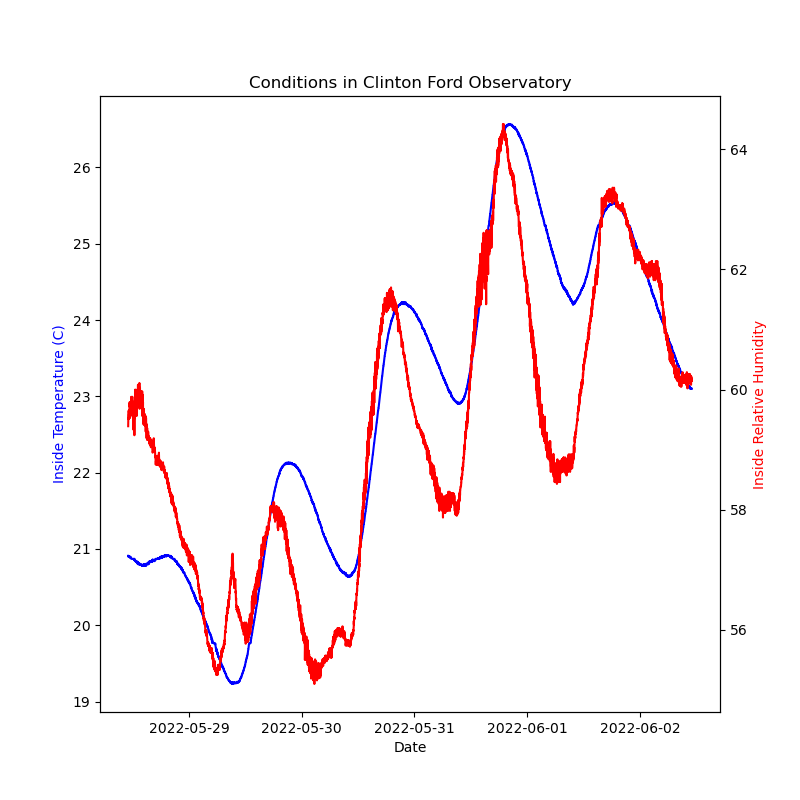 Conditions in Clinton Ford Observatory
26
25
24
23
22
21
20
19
Inside Temperature (C)
64
62
60
58
56
Inside Relative Humidity
2022-05-29 2022-05-30 2022-05-31 2022-06-01 2022-06-02
Date